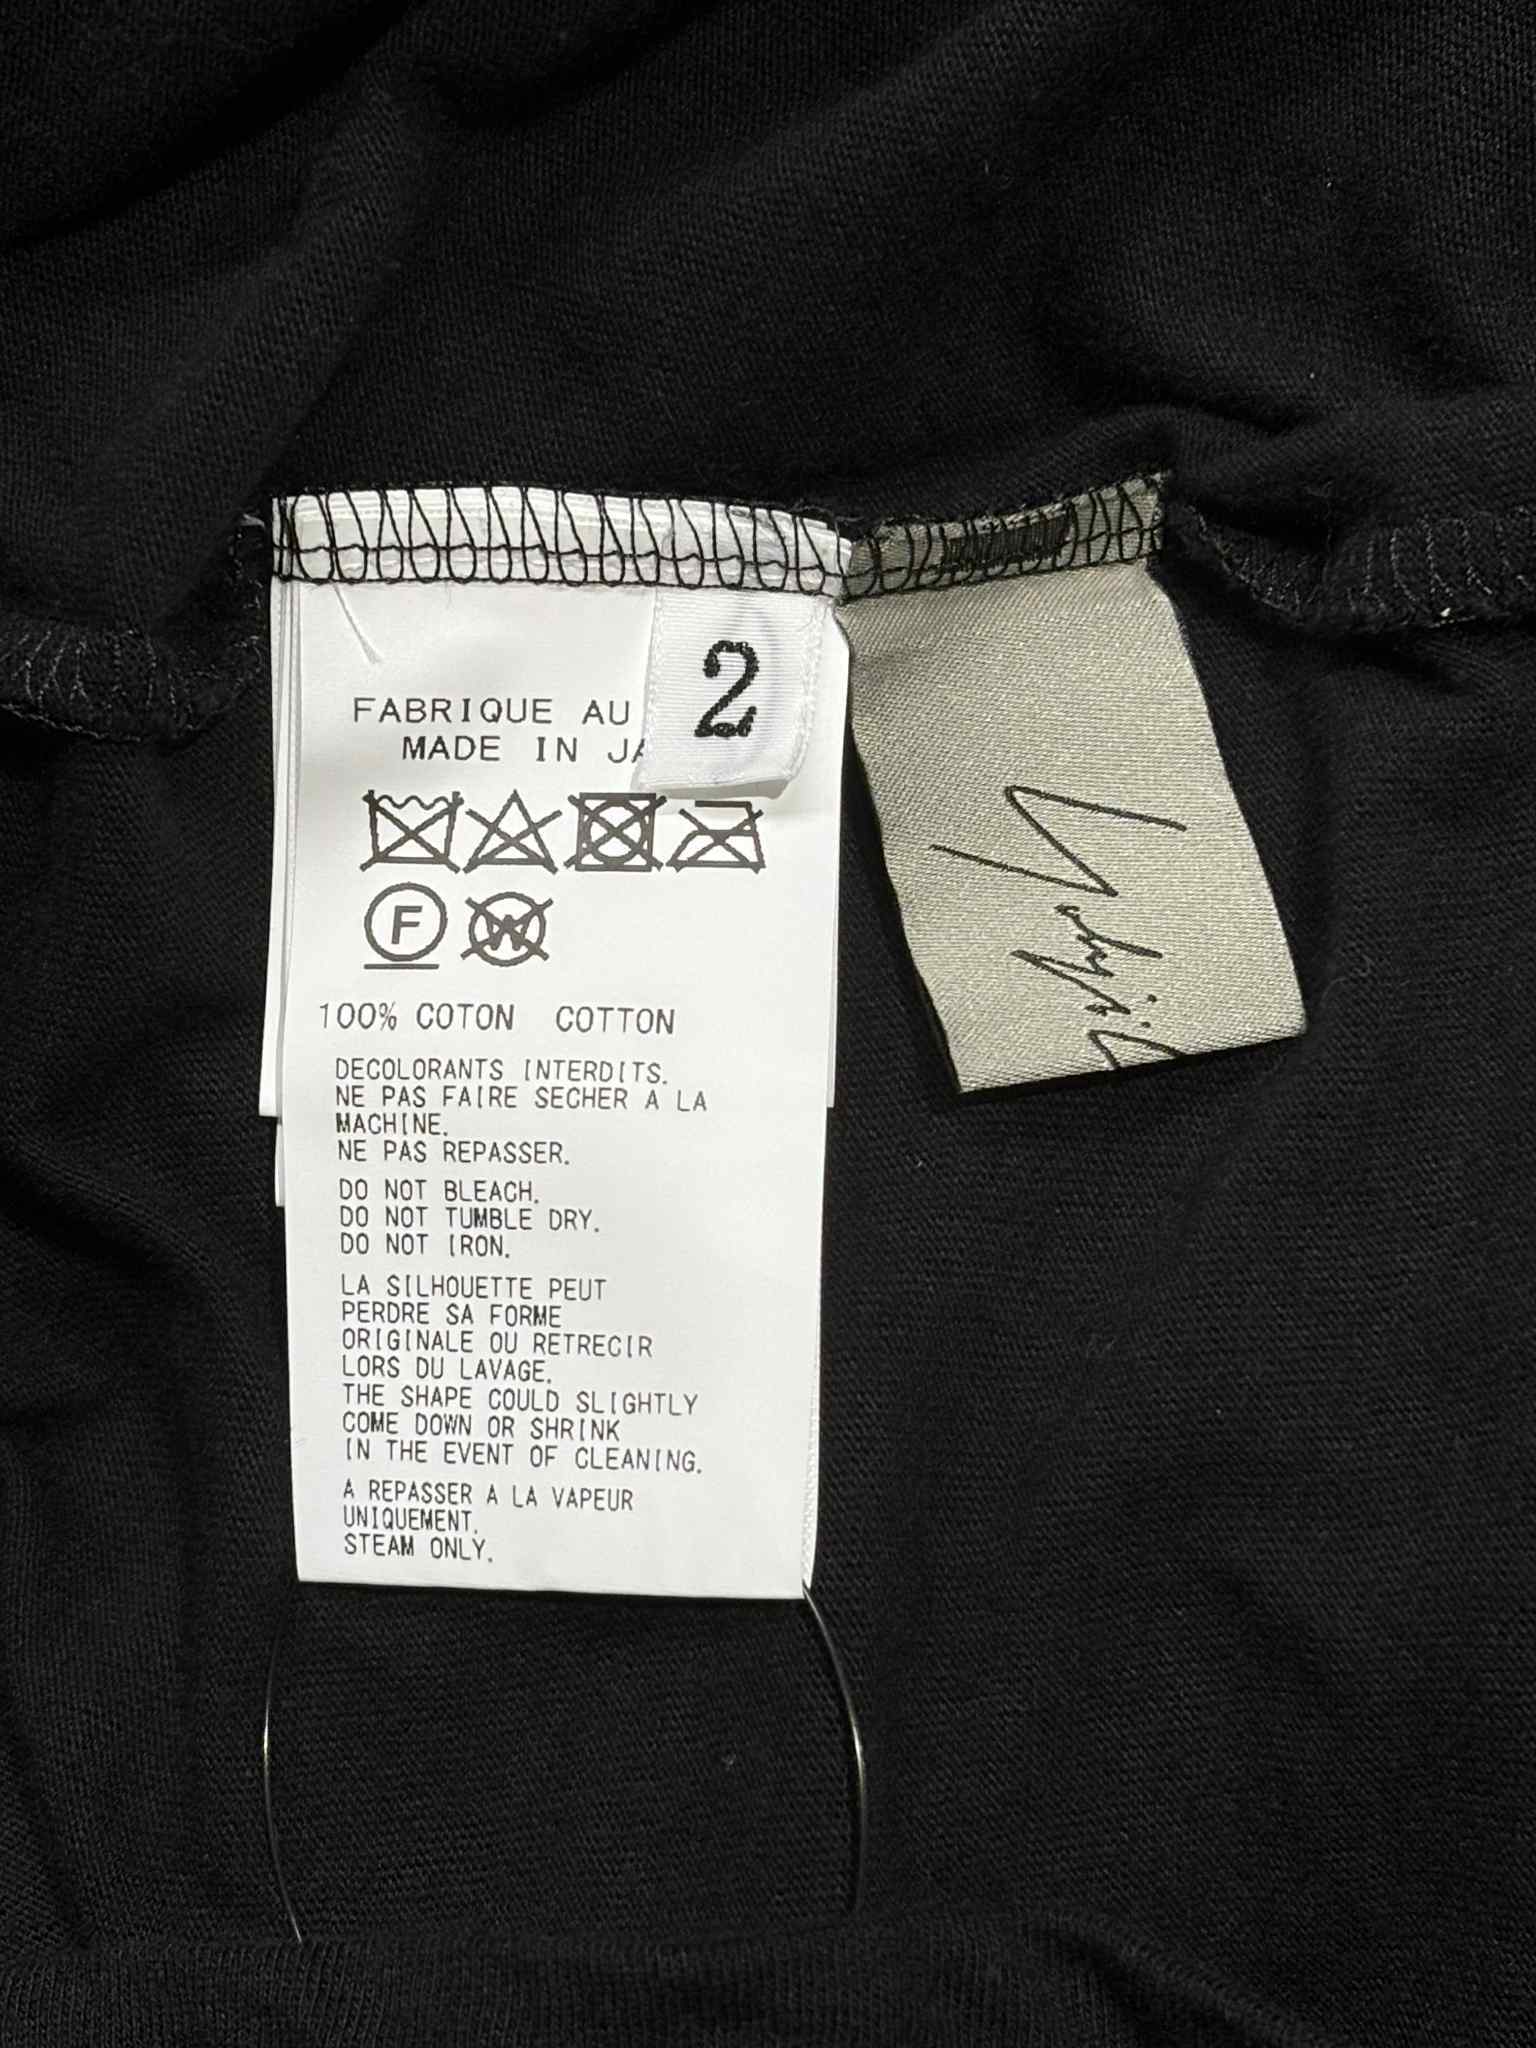 2
FABRIQUE AU
MADE IN JA
F
W
100% COTON COTTON
DECOLORANTS INTERDITS.
NE PAS FAIRE SECHER A LA
MACHINE.
NE PAS REPASSER.
DO NOT BLEACH.
DO NOT TUMBLE DRY.
DO NOT IRON.
LA SILHOUETTE PEUT
PERDRE SA FORME
ORIGINALE OU RETRECIR
LORS DU LAVAGE.
THE SHAPE COULD SLIGHTLY
COME DOWN OR SHRINK
IN THE EVENT OF CLEANING.
A REPASSER A LA VAPEUR
UNIQUEMENT.
STEAM ONLY.